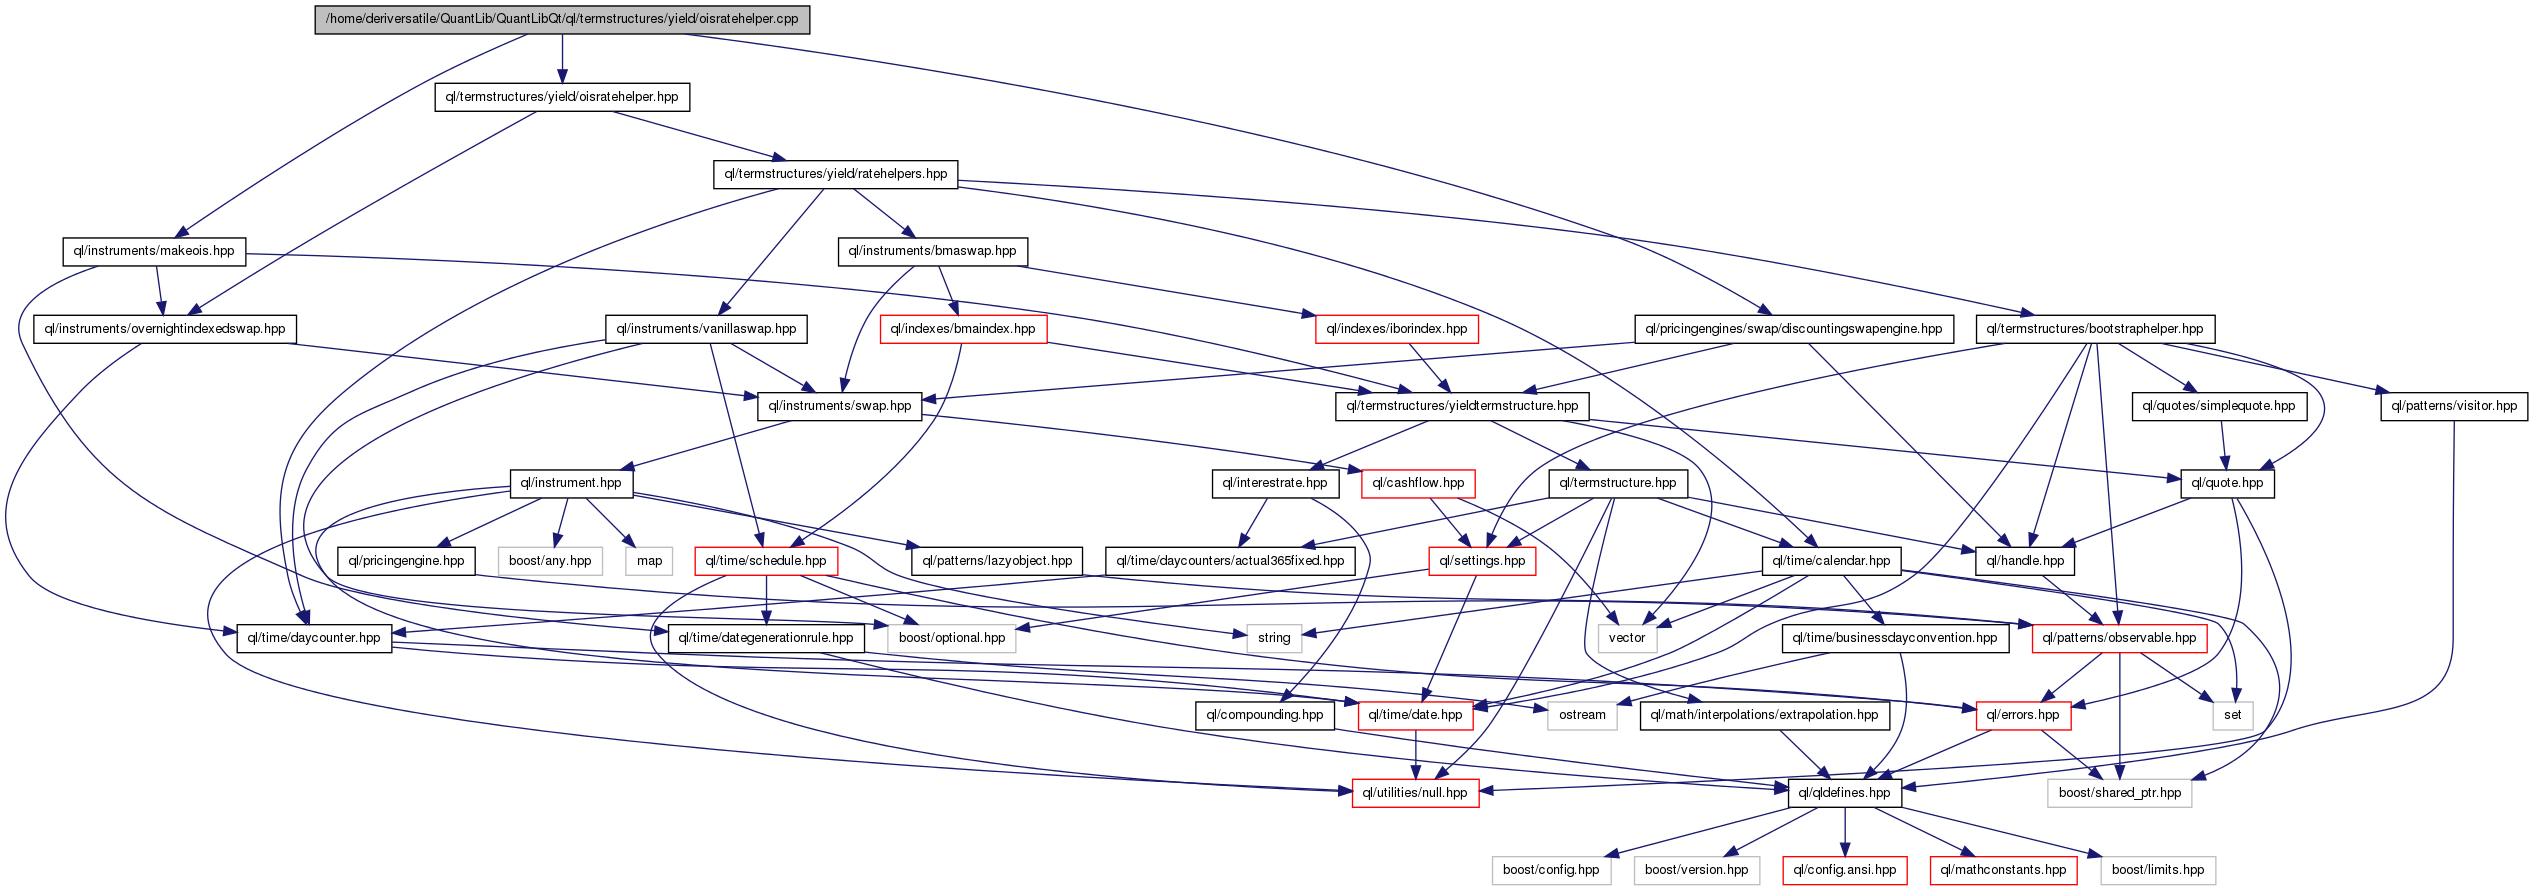 /home/deriversatile/QuantLib/QuantLibQt/ql/termstructures/yield/oisratehelper.cpp
ql/termstructures/yield/oisratehelper.hpp
ql/termstructures/yield/ratehelpers.hpp
ql/instruments/makeois.hpp
ql/instruments/bmaswap.hpp
ql/instruments/overnightindexedswap.hpp
ql/instruments/vanillaswap.hpp
ql/indexes/bmaindex.hpp
ql/indexes/iborindex.hpp
ql/pricingengines/swap/discountingswapengine.hpp
ql/termstructures/bootstraphelper.hpp
ql/instruments/swap.hpp
ql/termstructures/yieldtermstructure.hpp
ql/quotes/simplequote.hpp
ql/patterns/visitor.hpp
ql/instrument.hpp
ql/interestrate.hpp
ql/cashflow.hpp
ql/termstructure.hpp
ql/quote.hpp
ql/pricingengine.hpp
boost/any.hpp
map
ql/time/schedule.hpp
ql/patterns/lazyobject.hpp
ql/time/daycounters/actual365fixed.hpp
ql/settings.hpp
ql/time/calendar.hpp
ql/handle.hpp
ql/time/daycounter.hpp
ql/time/dategenerationrule.hpp
boost/optional.hpp
string
vector
ql/time/businessdayconvention.hpp
ql/patterns/observable.hpp
ql/compounding.hpp
ql/time/date.hpp
ostream
ql/math/interpolations/extrapolation.hpp
ql/errors.hpp
set
ql/utilities/null.hpp
ql/qldefines.hpp
boost/shared_ptr.hpp
boost/config.hpp
boost/version.hpp
ql/config.ansi.hpp
ql/mathconstants.hpp
boost/limits.hpp